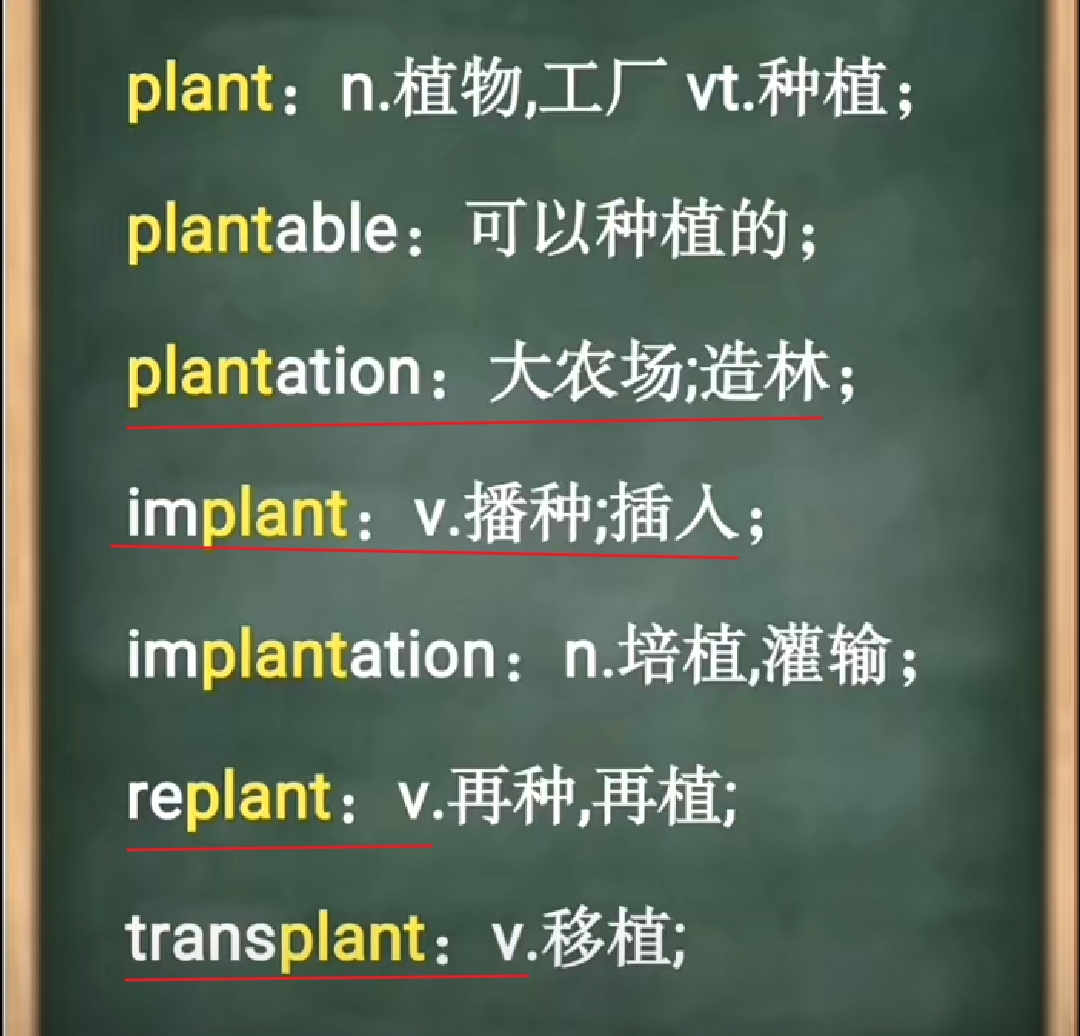 plant：n.植物,工厂 vt.种植；
plantable：可以种植的；
plantation：大农场;造林；
implant：v.播种;插入；
implantation：n.培植,灌输；
replant：v.再种,再植;
transplant：v.移植;